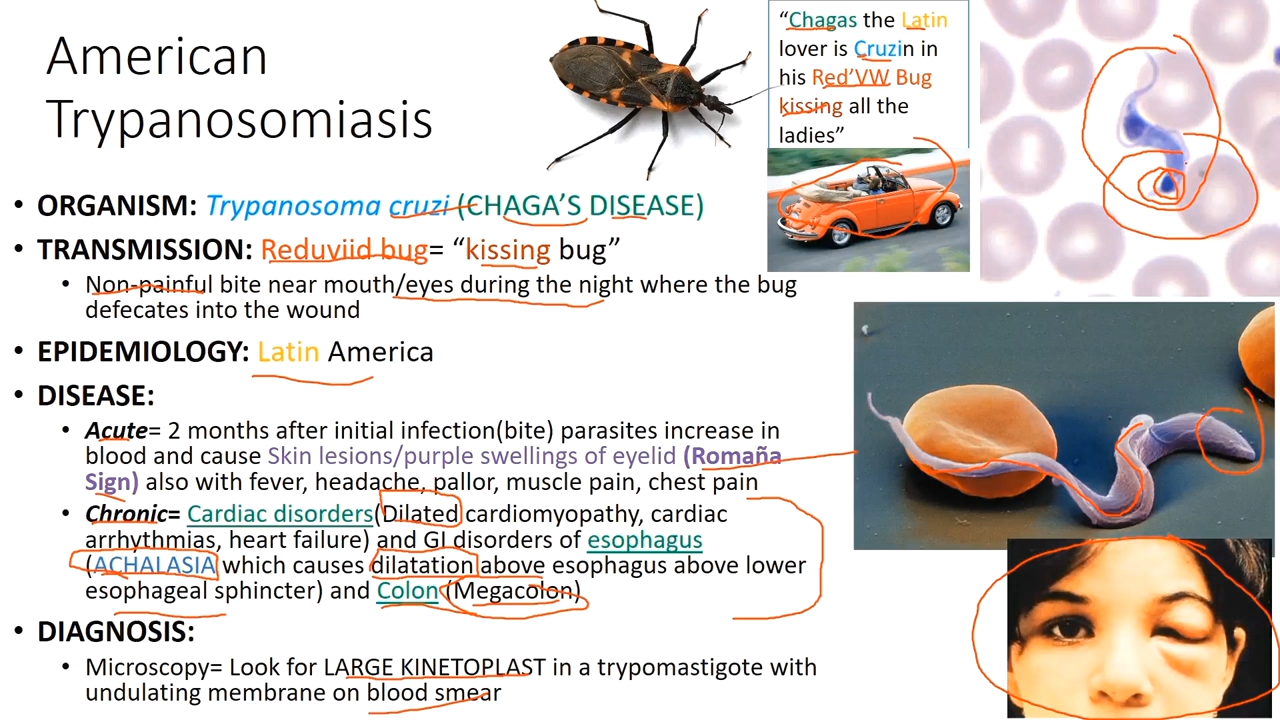 American
Trypanosomiasis
“Chagas the Latin
lover is Cruzin in
his Red’VW Bug
kissing all the
ladies”
• ORGANISM: Trypanosoma cruzi (CHAGA’S DISEASE)
• TRANSMISSION: Reduviid bug= “kissing bug”
• Non-painful bite near mouth/eyes during the night where the bug
defecates into the wound
• EPIDEMIOLOGY: Latin America
• DISEASE:
• Acute= 2 months after initial infection(bite) parasites increase in
blood and cause Skin lesions/purple swellings of eyelid (Romaña
Sign) also with fever, headache, pallor, muscle pain, chest pain
• Chronic= Cardiac disorders(Dilated cardiomyopathy, cardiac
arrhythmias, heart failure) and GI disorders of esophagus
(ACHALASIA which causes dilatation above esophagus above lower
esophageal sphincter) and Colon (Megacolon)
• DIAGNOSIS:
• Microscopy= Look for LARGE KINETOPLAST in a trypomastigote with
undulating membrane on blood smear